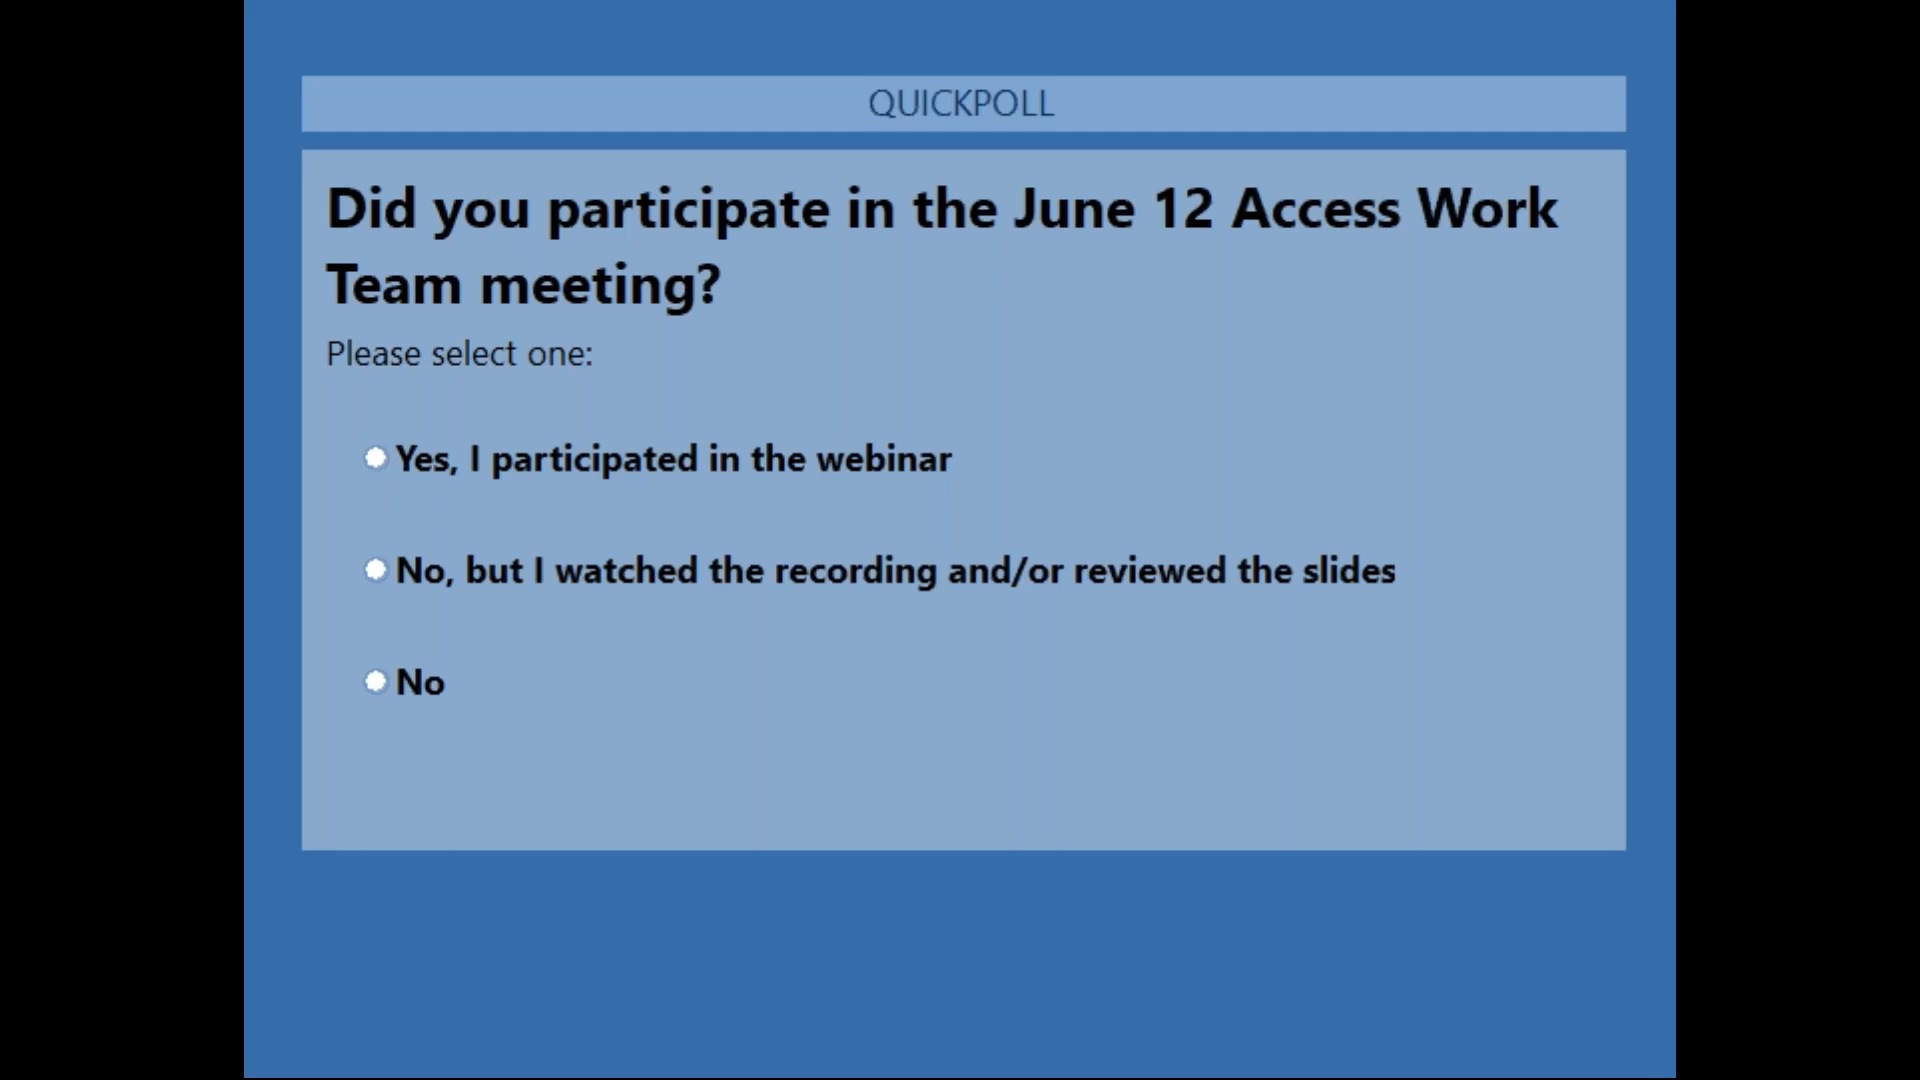 QUICKPOLL
Did you participate in the June 12 Access Work
Team meeting?
Please select one:
Yes, I participated in the webinar
No, but I watched the recording and/or reviewed the slides
No